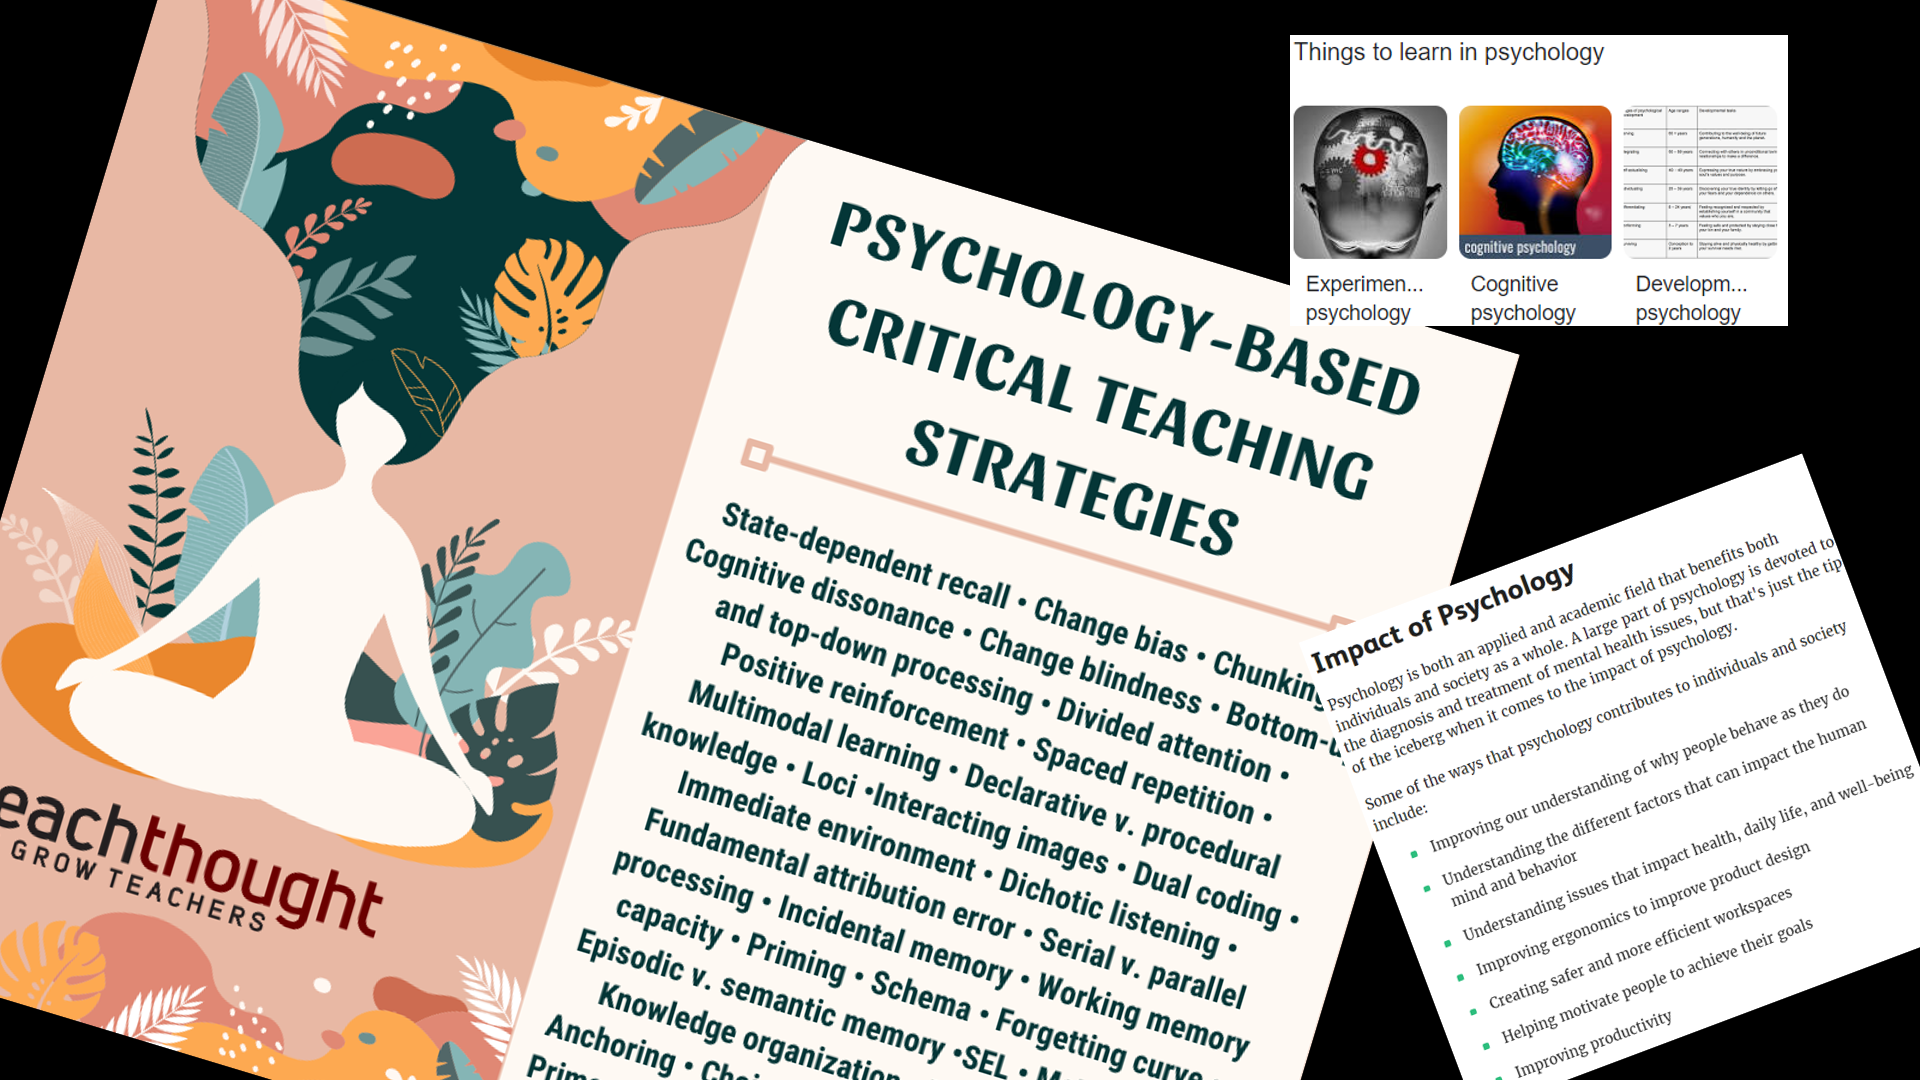 PSYCHOLOGY-BASED
CRITICAL TEACHING
STRATEGIES
State-dependent recall • Change bias • Chunking
Cognitive dissonance • Change blindness • Bottom-
and top-down processing • Divided attention •
Positive reinforcement • Spaced repetition •
Multimodal learning • Declarative v. procedural
knowledge • Loci •Interacting images • Dual coding •
Immediate environment • Dichotic listening •
Fundamental attribution error • Serial v. parallel
processing • Incidental memory • Working memory
capacity • Priming • Schema • Forgetting curve
Episodic v. semantic memory •SEL •
Knowledge organization
Anchoring •
eachthought
GROW TEACHERS
Things to learn in psychology
cognitive psychology
Experimen...
psychology
Cognitive
psychology
Developm...
psychology
Impact of Psychology
Psychology is both an applied and academic field that benefits both
individuals and society as a whole. A large part of psychology is devoted to
the diagnosis and treatment of mental health issues, but that's just the tip
of the iceberg when it comes to the impact of psychology.
Some of the ways that psychology contributes to individuals and society
include:
Improving our understanding of why people behave as they do
Understanding the different factors that can impact the human
mind and behavior
Understanding issues that impact health, daily life, and well-being
Improving ergonomics to improve product design
Creating safer and more efficient workspaces
Helping motivate people to achieve their goals
Improving productivity